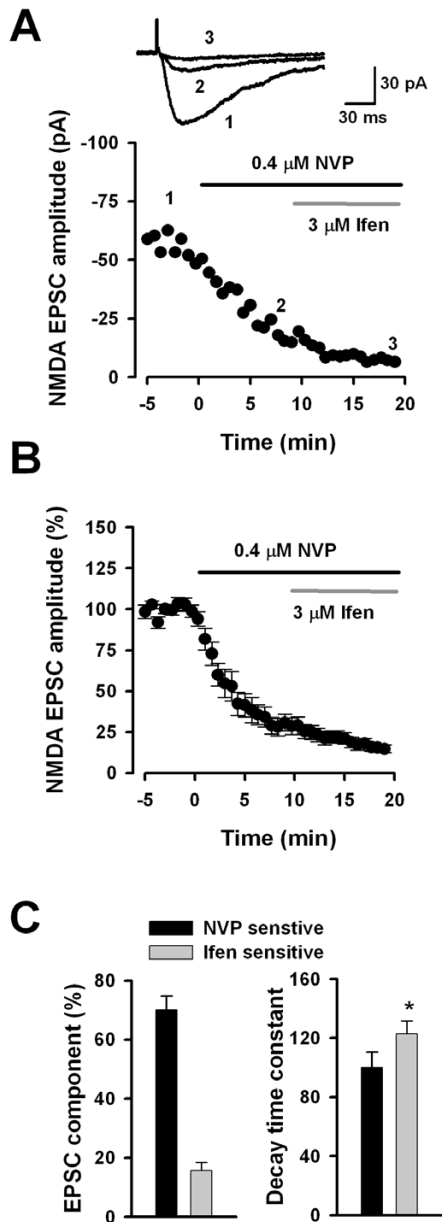 A
3
2
1
30 pA
30 ms
NMDA EPSC amplitude (pA)
-100
-75
-50
-25
0
0.4 μM NVP
3 μM Ifen
1
2
3
-5 0 5 10 15 20
Time (min)
B
NMDA EPSC amplitude (%)
150
125
100
75
50
25
0
0.4 μM NVP
3 μM Ifen
-5 0 5 10 15 20
Time (min)
C
NVP senstive
Ifen sensitive
EPSC component (%)
80
60
40
20
0
Decay time constant
160
120
80
40
0
*